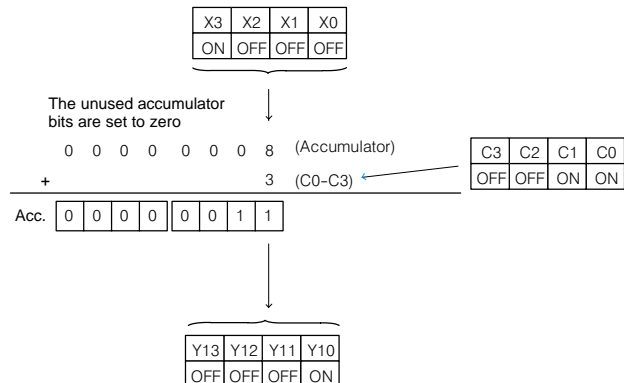 X3 X2 X1 X0
ON OFF OFF OFF
The unused accumulator
bits are set to zero
0 0 0 0 0 0 0 8 (Accumulator)
+ 3 (C0-C3)
C3 C2 C1 C0
OFF OFF ON ON
Acc. 0 0 0 0 0 0 1 1
Y13 Y12 Y11 Y10
OFF OFF OFF ON